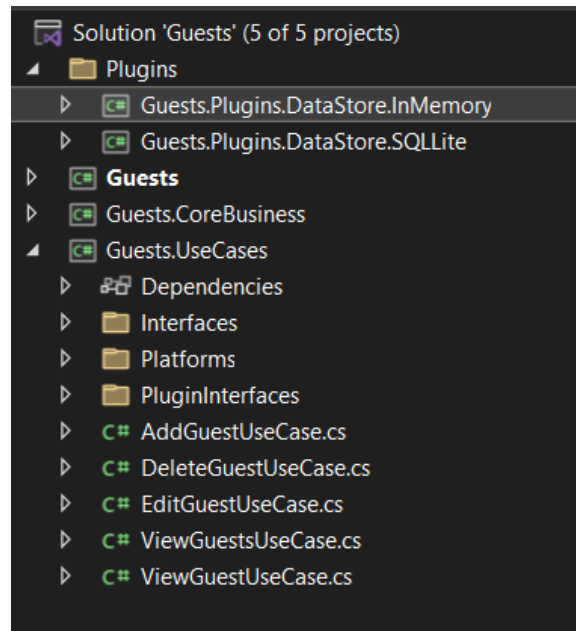 Solution 'Guests' (5 of 5 projects)
Plugins
C# Guests.Plugins.DataStore.InMemory
C# Guests.Plugins.DataStore.SQLLite
C# Guests
C# Guests.CoreBusiness
C# Guests.UseCases
Dependencies
Interfaces
Platforms
PluginInterfaces
C# AddGuestUseCase.cs
C# DeleteGuestUseCase.cs
C# EditGuestUseCase.cs
C# ViewGuestsUseCase.cs
C# ViewGuestUseCase.cs